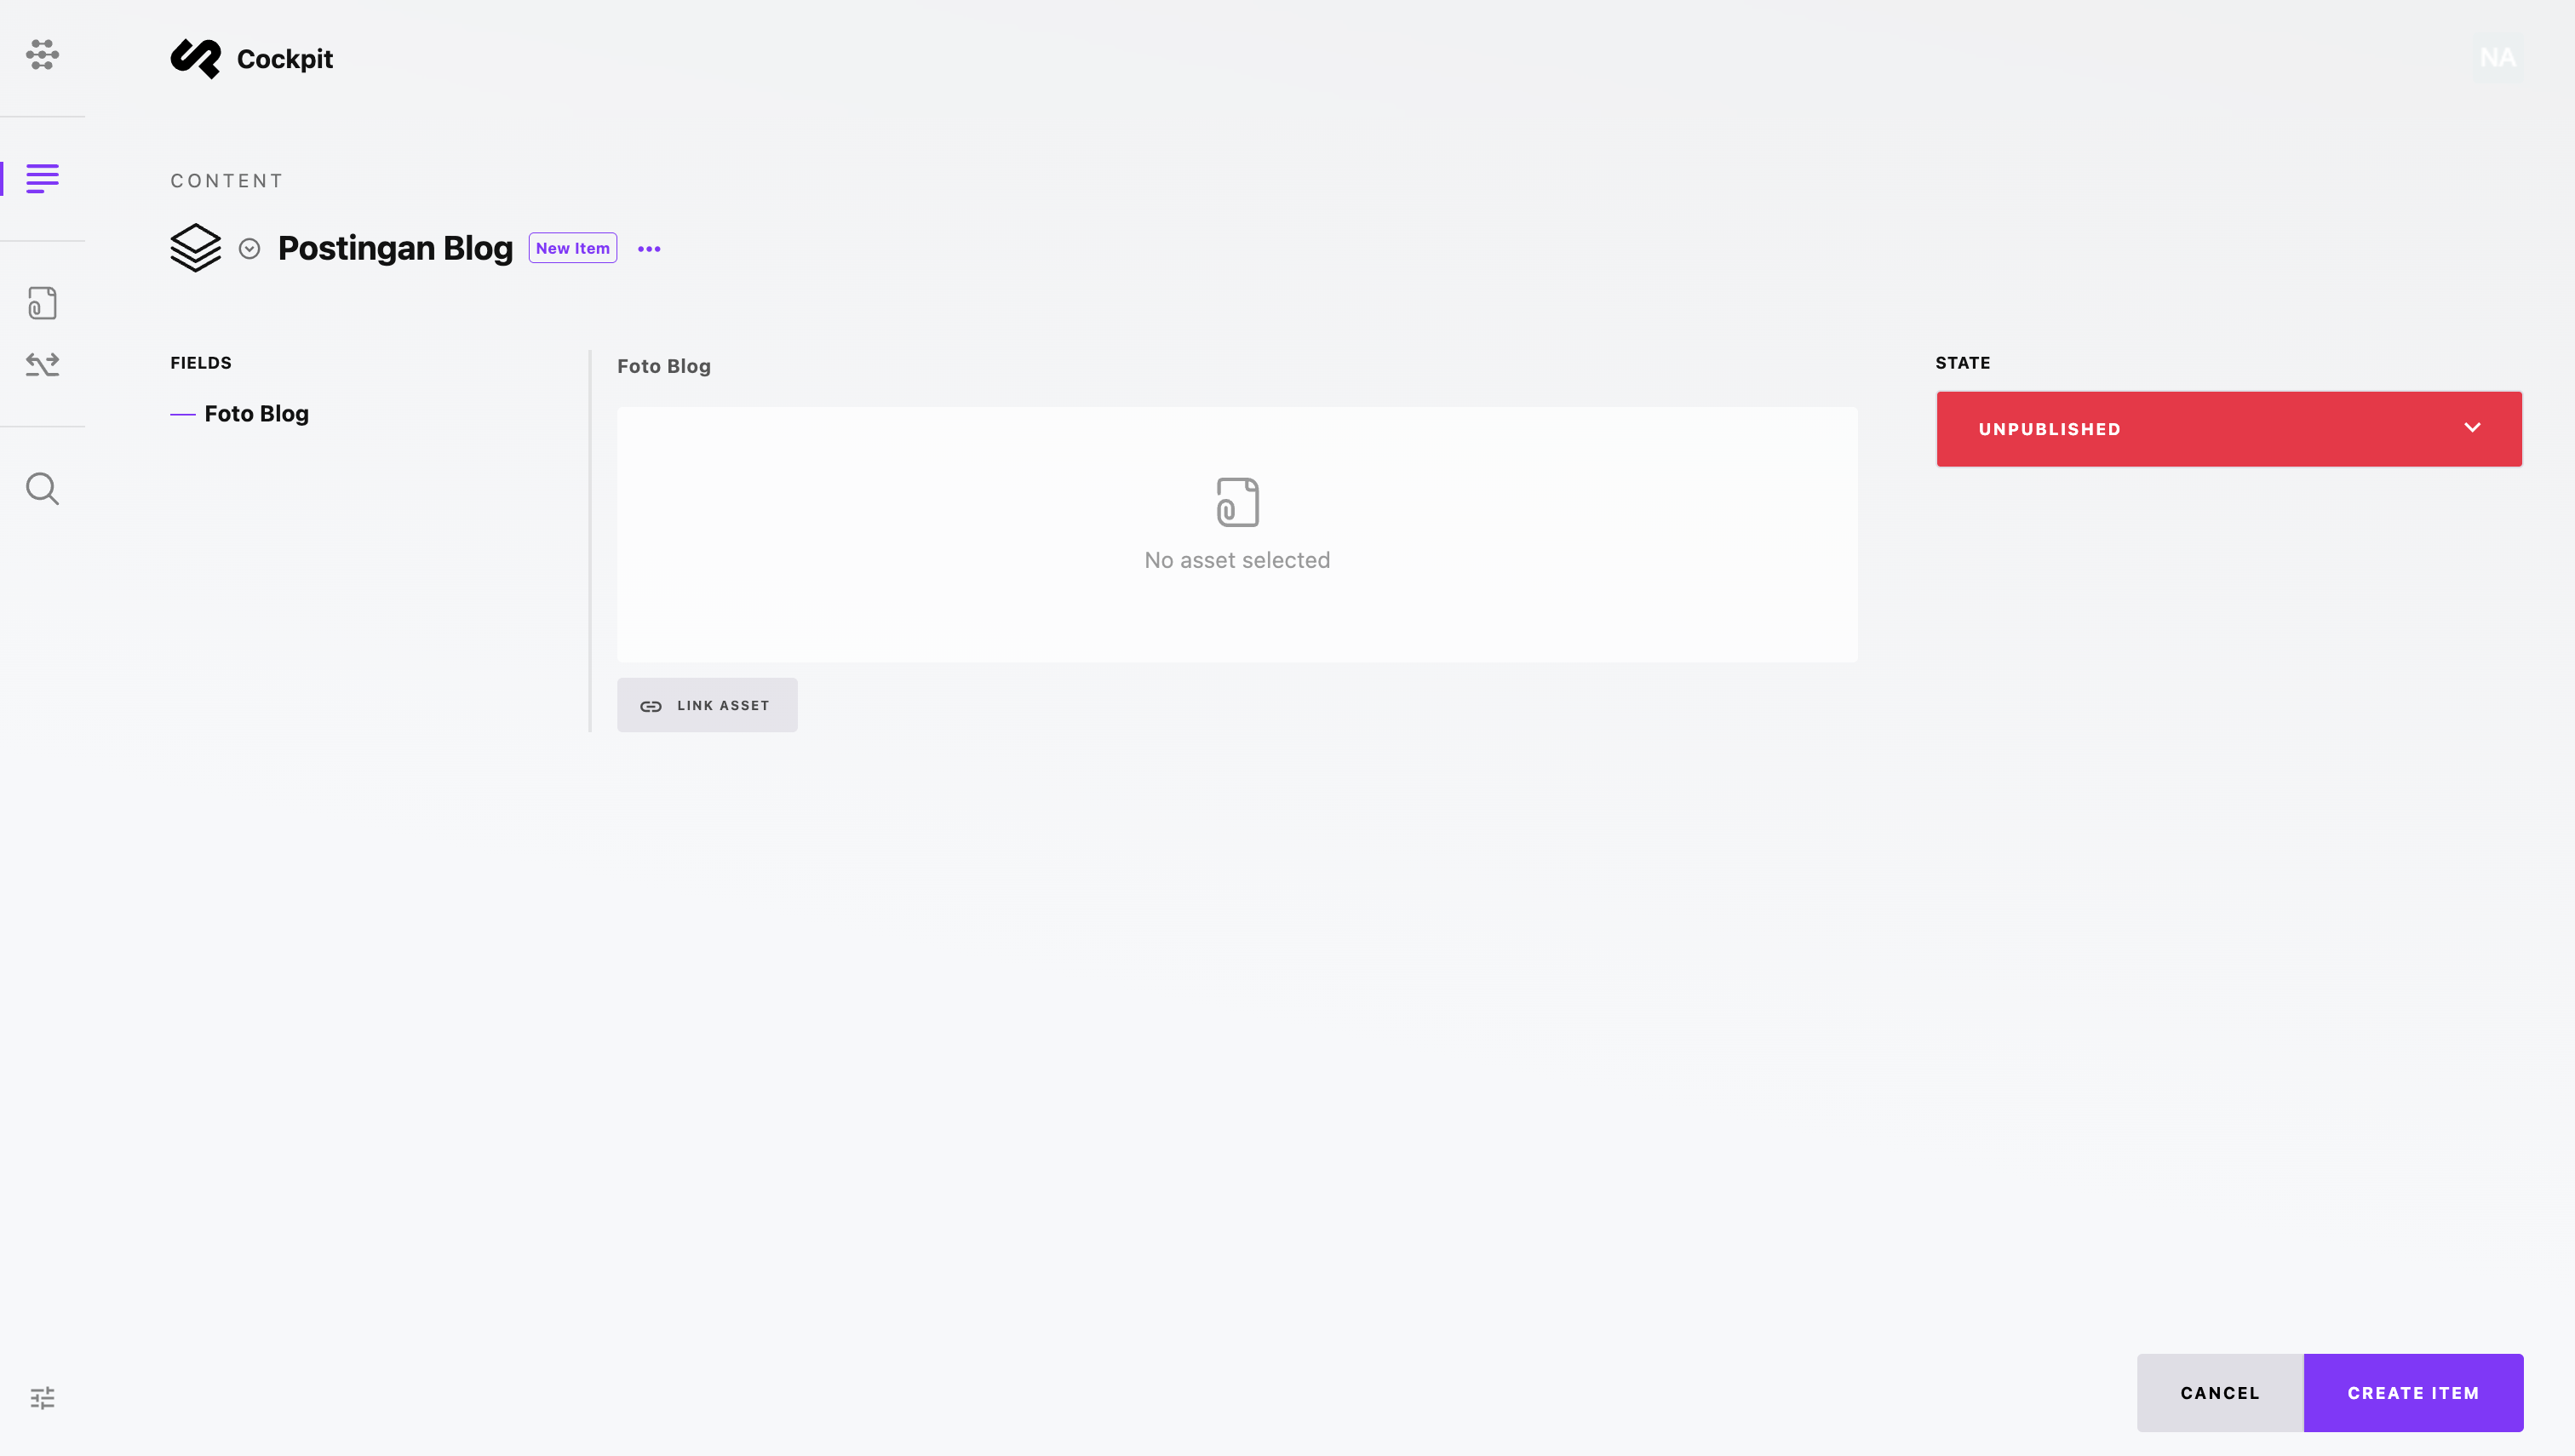 Cockpit
NA
CONTENT
Postingan Blog
New Item
FIELDS
Foto Blog
Foto Blog
No asset selected
LINK ASSET
STATE
UNPUBLISHED
CANCEL
CREATE ITEM